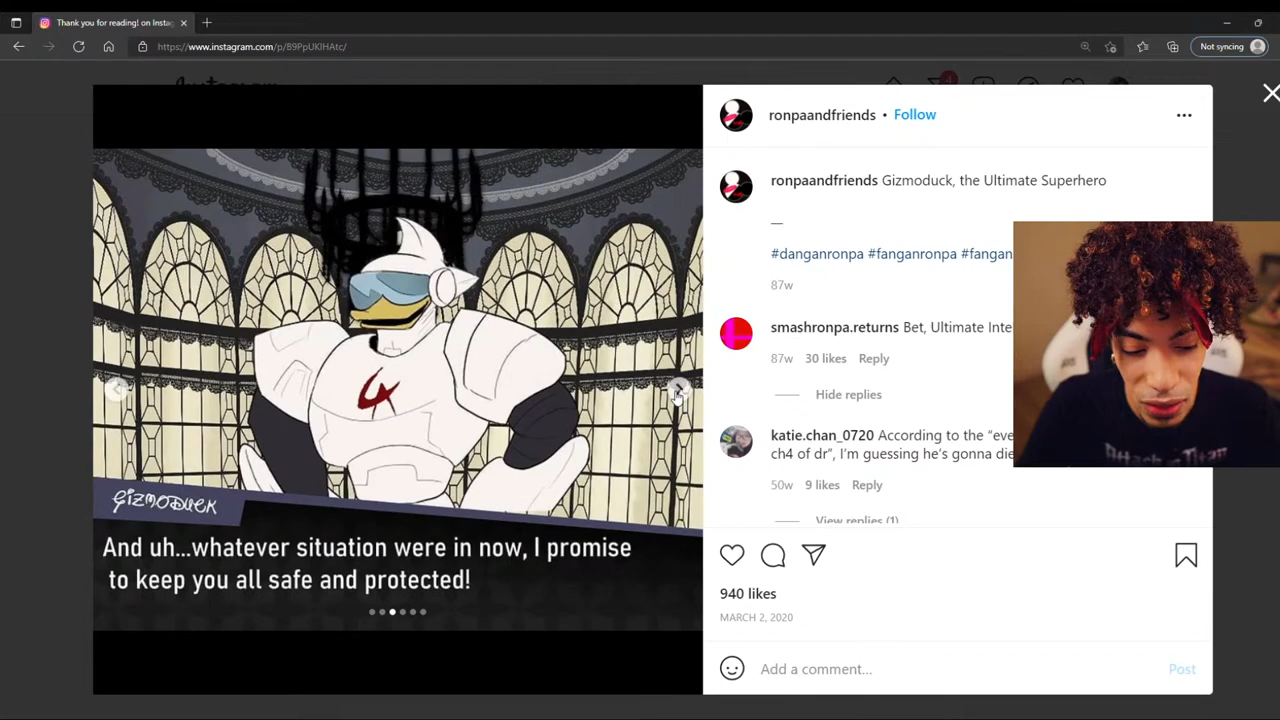 Thank you for reading! on Insta
https://www.instagram.com/p/B9PpUKlHAtc/
Not syncing
Instagram
4
ronpaandfriends • Follow
ronpaandfriends Gizmoduck, the Ultimate Superhero
—
#danganronpa #fanganronpa #fangan
87w
smashronpa.returns Bet, Ultimate Inte
87w 30 likes Reply
Hide replies
katie.chan_0720 According to the “eve
ch4 of dr”, I’m guessing he’s gonna die
50w 9 likes Reply
View replies (1)
GIZMODUCK
And uh...whatever situation were in now, I promise
to keep you all safe and protected!
940 likes
MARCH 2, 2020
Add a comment...
Post